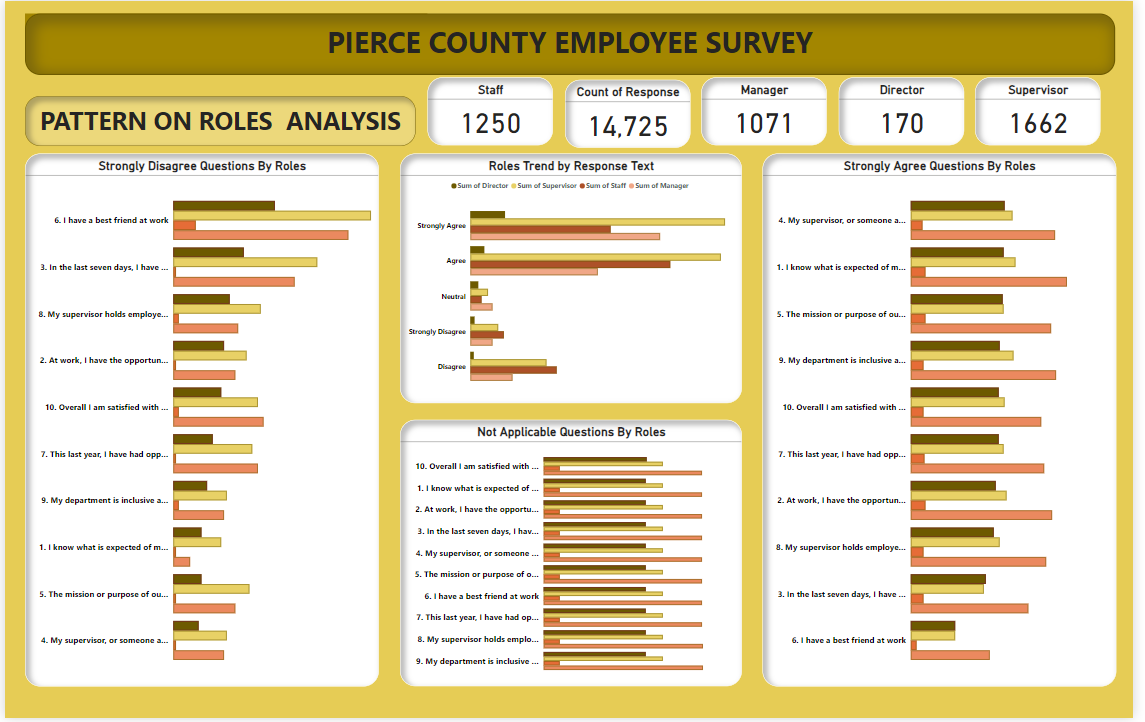 PIERCE COUNTY EMPLOYEE SURVEY
PATTERN ON ROLES  ANALYSIS
Staff
1250
Count of Response
14,725
Manager
1071
Director
170
Supervisor
1662
Strongly Disagree Questions By Roles
6. I have a best friend at work
3. In the last seven days, I have ...
8. My supervisor holds employe...
2. At work, I have the opportun...
10. Overall I am satisfied with ...
7. This last year, I have had opp...
9. My department is inclusive a...
1. I know what is expected of m...
5. The mission or purpose of ou...
4. My supervisor, or someone a...
Roles Trend by Response Text
Sum of Director Sum of Supervisor Sum of Staff Sum of Manager
Strongly Agree
Agree
Neutral
Strongly Disagree
Disagree
Not Applicable Questions By Roles
10. Overall I am satisfied with ...
1. I know what is expected of ...
2. At work, I have the opportu...
3. In the last seven days, I hav...
4. My supervisor, or someone ...
5. The mission or purpose of o...
6. I have a best friend at work
7. This last year, I have had op...
8. My supervisor holds emplo...
9. My department is inclusive ...
Strongly Agree Questions By Roles
4. My supervisor, or someone a...
1. I know what is expected of m...
5. The mission or purpose of ou...
9. My department is inclusive a...
10. Overall I am satisfied with ...
7. This last year, I have had opp...
2. At work, I have the opportun...
8. My supervisor holds employe...
3. In the last seven days, I have ...
6. I have a best friend at work